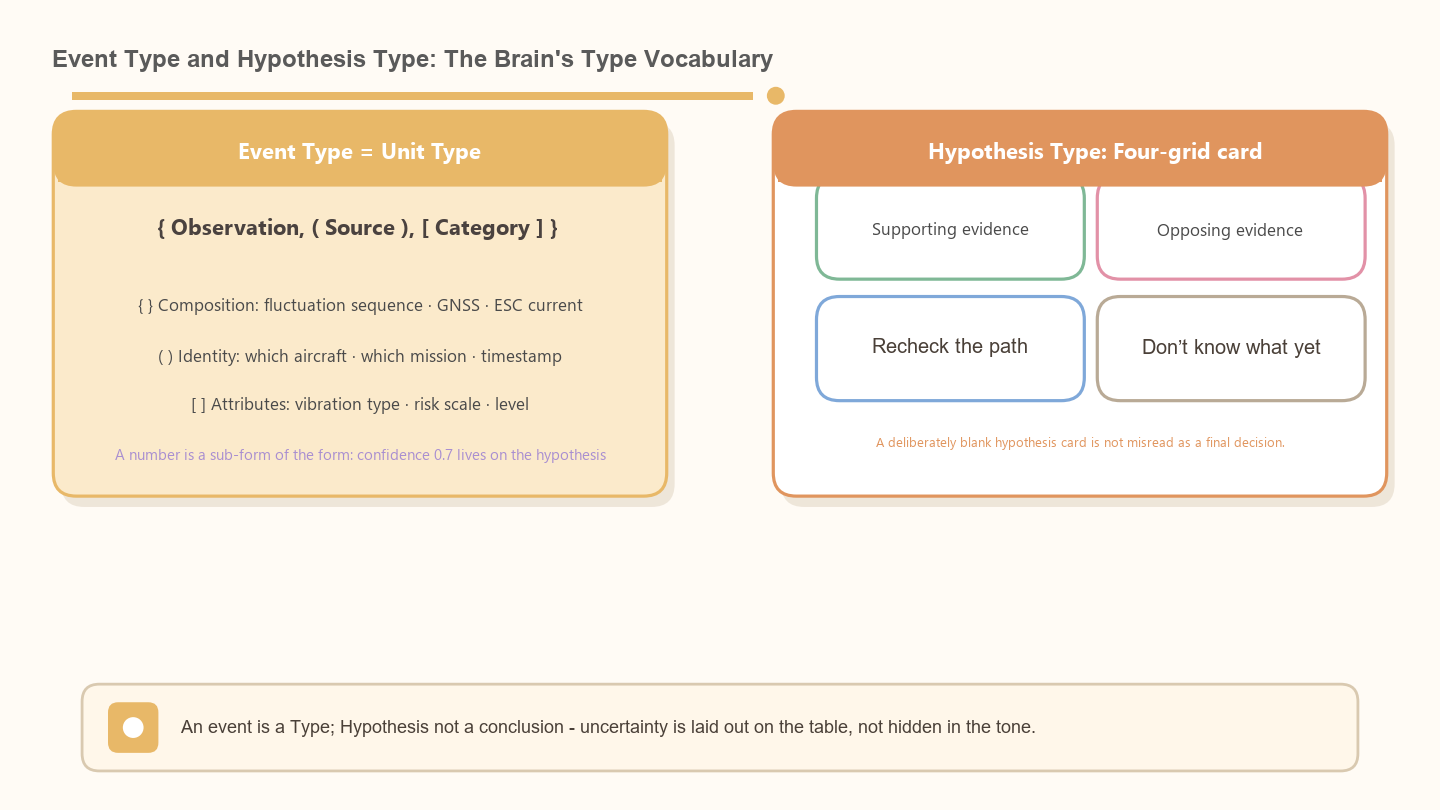 Event Type and Hypothesis Type: The Brain's Type Vocabulary
Event Type = Unit Type
{ Observation, ( Source ), [ Category ] }
{ } Composition: fluctuation sequence · GNSS · ESC current
( ) Identity: which aircraft · which mission · timestamp
[ ] Attributes: vibration type · risk scale · level
A number is a sub-form of the form: confidence 0.7 lives on the hypothesis
Hypothesis Type: Four-grid card
Supporting evidence
Opposing evidence
Recheck the path
Don’t know what yet
A deliberately blank hypothesis card is not misread as a final decision.
An event is a Type; Hypothesis not a conclusion - uncertainty is laid out on the table, not hidden in the tone.